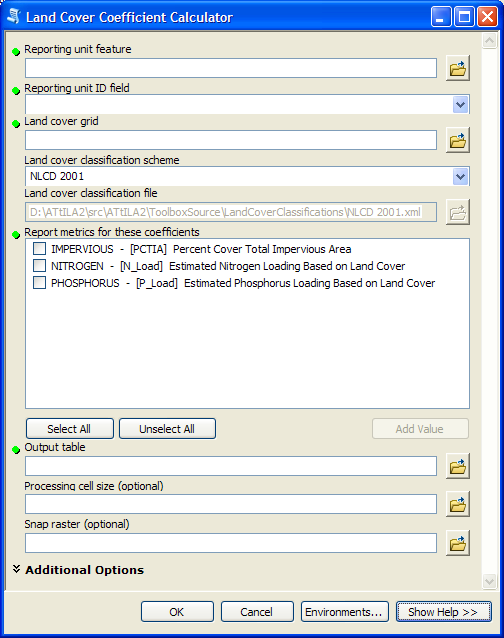 Land Cover Coefficient Calculator
Reporting unit feature
Reporting unit ID field
Land cover grid
Land cover classification scheme
NLCD 2001
Land cover classification file
D:\ATtILA2\src\ATtILA2\ToolboxSource\LandCoverClassifications\NLCD 2001.xml
Report metrics for these coefficients
IMPERVIOUS - [PCTIA] Percent Cover Total Impervious Area
NITROGEN - [N_Load] Estimated Nitrogen Loading Based on Land Cover
PHOSPHORUS - [P_Load] Estimated Phosphorus Loading Based on Land Cover
Select All Unselect All Add Value
Output table
Processing cell size (optional)
Snap raster (optional)
Additional Options
OK Cancel Environments... Show Help >>